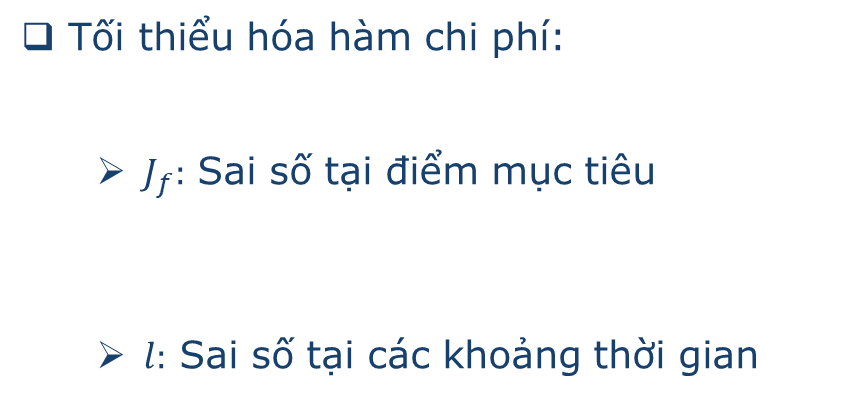 ❑ Tối thiểu hóa hàm chi phí:
➢ J_f: Sai số tại điểm mục tiêu
➢ l: Sai số tại các khoảng thời gian